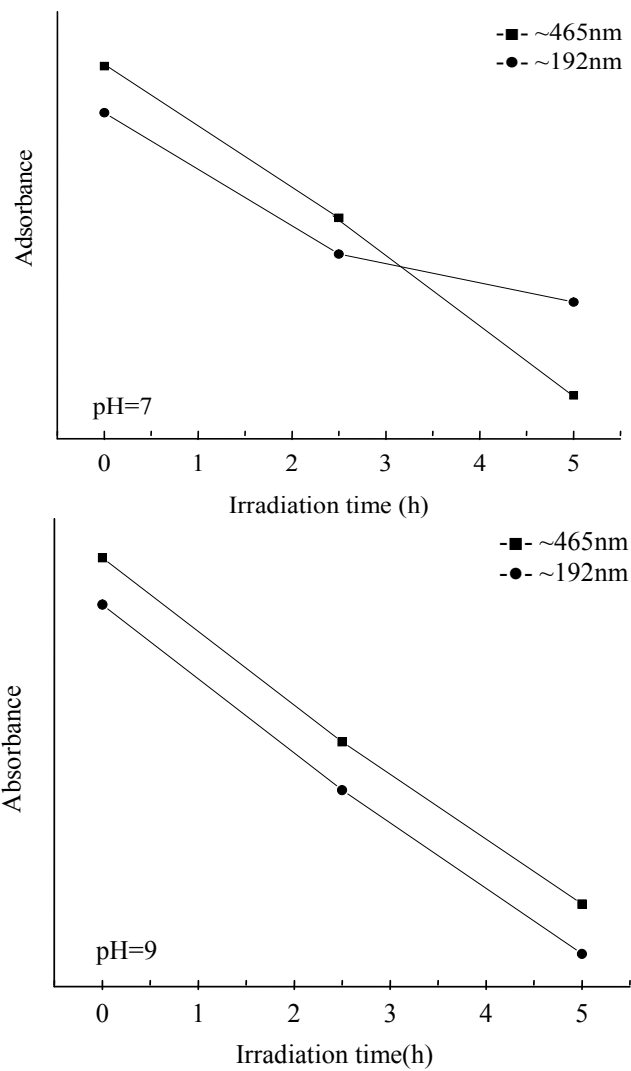 -■- ~465nm
-●- ~192nm
Adsorbance
pH=7
0 1 2 3 4 5
Irradiation time (h)
-■- ~465nm
-●- ~192nm
Absorbance
pH=9
0 1 2 3 4 5
Irradiation time(h)